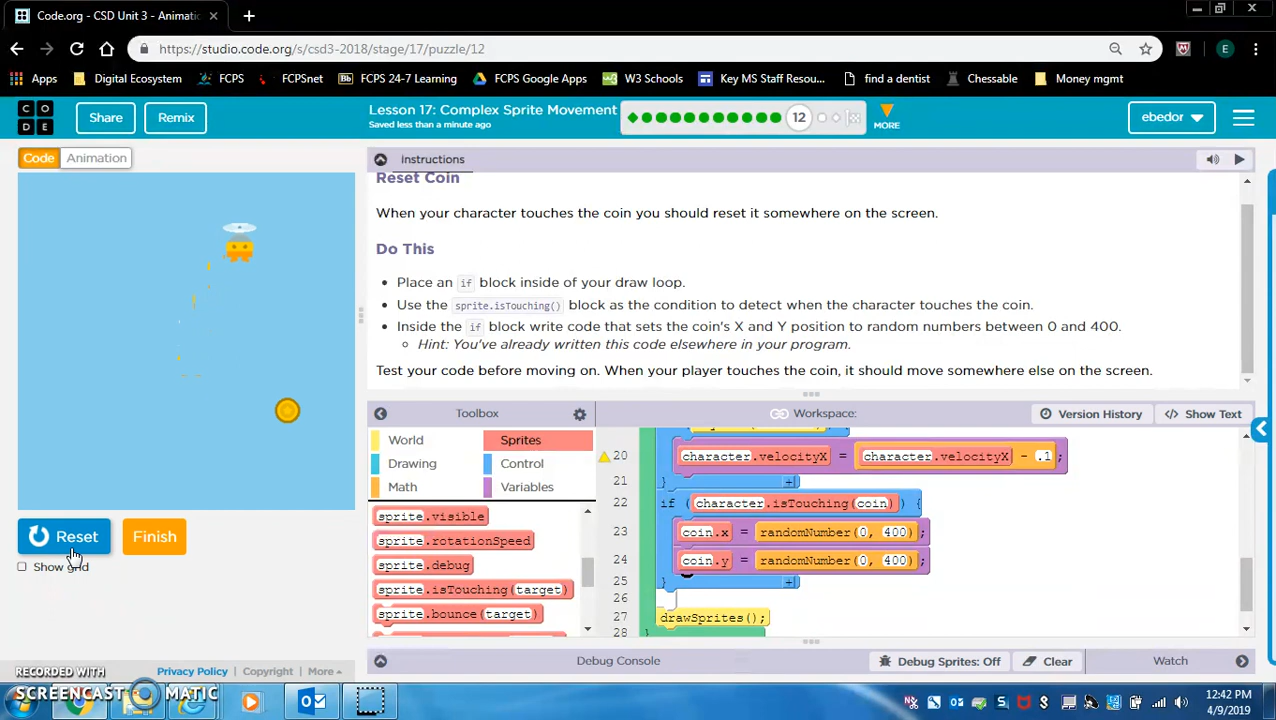 Code.org - CSD Unit 3 - Animatio
https://studio.code.org/s/csd3-2018/stage/17/puzzle/12
E
Apps Digital Ecosystem FCPS FCPSnet Bb FCPS 24-7 Learning FCPS Google Apps W3 Schools Key MS Staff Resou... find a dentist Chessable Money mgmt
C O D E
Share Remix
Lesson 17: Complex Sprite Movement
Saved less than a minute ago
12
MORE
ebedor
Code Animation
Instructions
Reset Coin
When your character touches the coin you should reset it somewhere on the screen.
Do This
Place an if block inside of your draw loop.
Use the sprite.isTouching() block as the condition to detect when the character touches the coin.
Inside the if block write code that sets the coin's X and Y position to random numbers between 0 and 400.
Hint: You've already written this code elsewhere in your program.
Test your code before moving on. When your player touches the coin, it should move somewhere else on the screen.
Toolbox
Workspace:
Version History
</> Show Text
World Sprites
Drawing Control
Math Variables
sprite.visible
sprite.rotationSpeed
sprite.debug
sprite.isTouching(target)
sprite.bounce(target)
20 character.velocityX = character.velocityX - .1;
21 }
22 if (character.isTouching(coin)) {
23 coin.x = randomNumber(0, 400);
24 coin.y = randomNumber(0, 400);
25 }
26
27 drawSprites();
28 }
Reset Finish
Show grid
Debug Console
Debug Sprites: Off
Clear
Watch
Privacy Policy | Copyright | More
RECORDED WITH
SCREENCAST MATIC
12:42 PM
4/9/2019